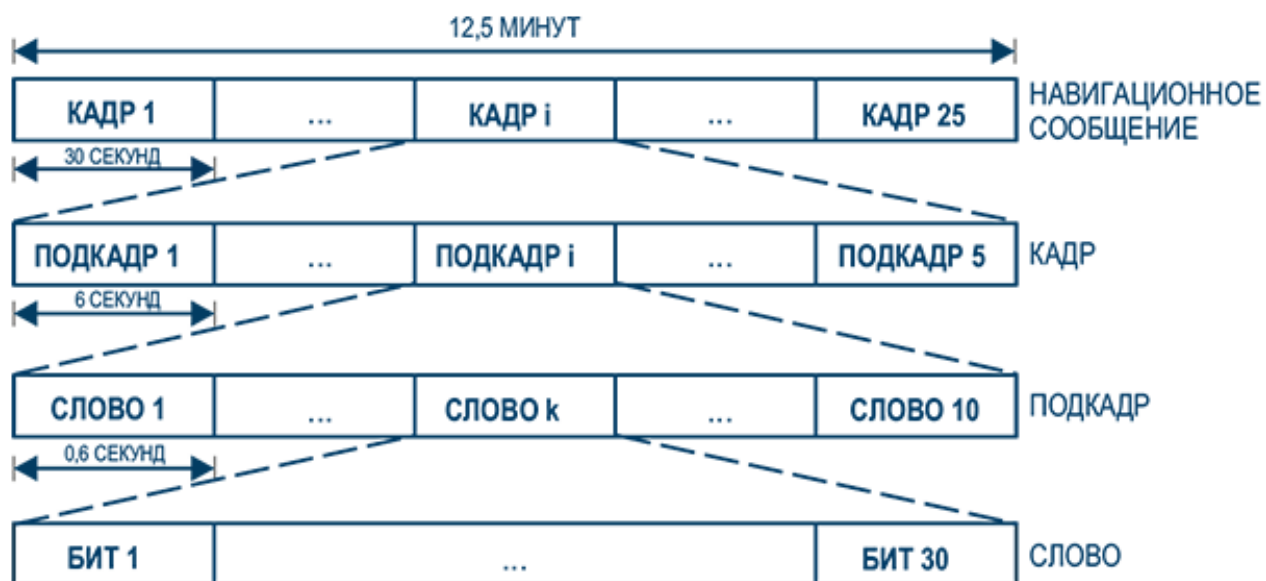 12,5 МИНУТ
КАДР 1 ... КАДР i ... КАДР 25 НАВИГАЦИОННОЕ
СООБЩЕНИЕ
30 СЕКУНД
ПОДКАДР 1 ... ПОДКАДР i ... ПОДКАДР 5 КАДР
6 СЕКУНД
СЛОВО 1 ... СЛОВО k ... СЛОВО 10 ПОДКАДР
0,6 СЕКУНД
БИТ 1 ... БИТ 30 СЛОВО